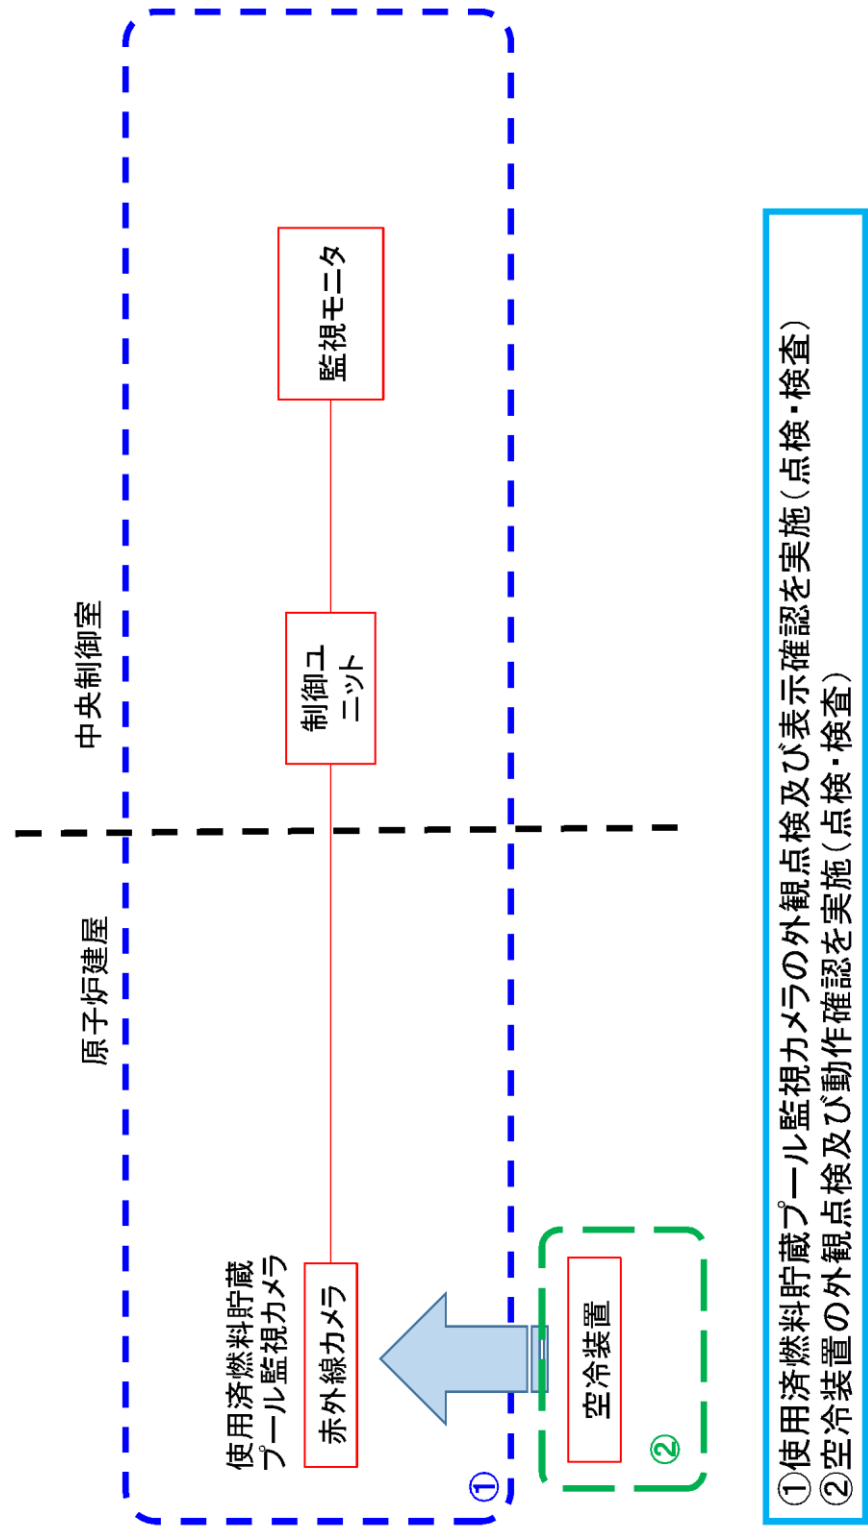 原子炉建屋
中央制御室
使用済燃料貯蔵
プール監視カメラ
赤外線カメラ
制御ユ
ニット
監視モニタ
①
空冷装置
②
①使用済燃料貯蔵プール監視カメラの外観点検及び表示確認を実施(点検・検査)
②空冷装置の外観点検及び動作確認を実施(点検・検査)